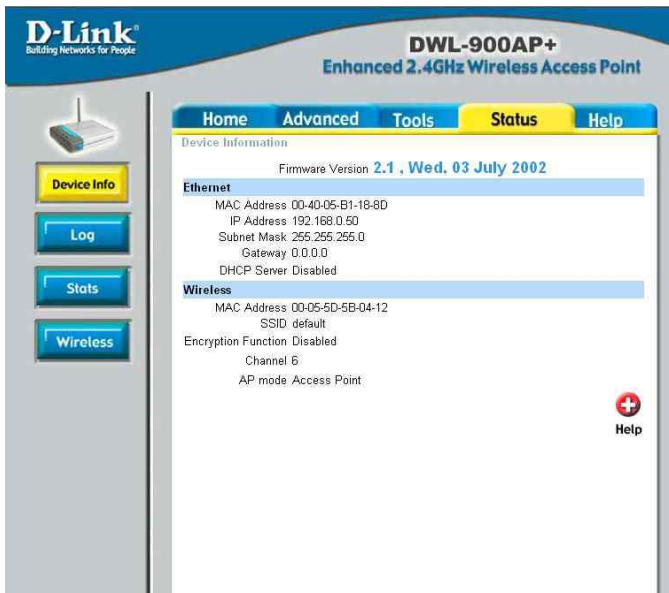 D-Link
Building Networks for People
DWL-900AP+
Enhanced 2.4GHz Wireless Access Point
Home Advanced Tools Status Help
Device Info
Log
Stats
Wireless
Device Information
Firmware Version 2.1 , Wed, 03 July 2002
Ethernet
MAC Address 00-40-05-B1-18-8D
IP Address 192.168.0.50
Subnet Mask 255.255.255.0
Gateway 0.0.0.0
DHCP Server Disabled
Wireless
MAC Address 00-05-5D-5B-04-12
SSID default
Encryption Function Disabled
Channel 6
AP mode Access Point
Help